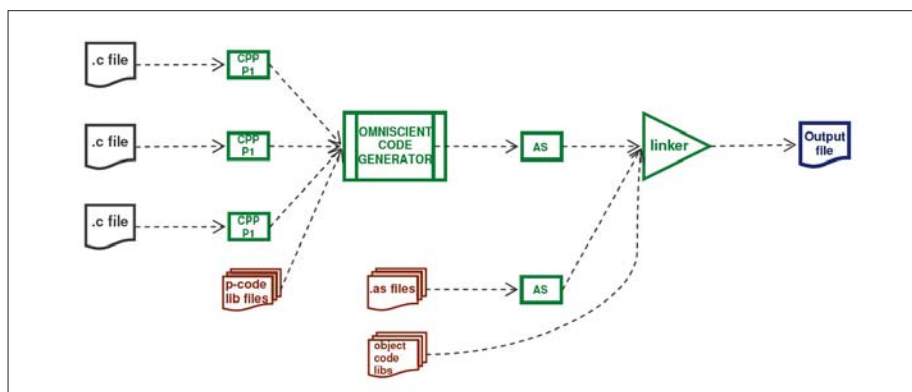 .c file
CPP
P1
.c file
CPP
P1
OMNISCIENT
CODE
GENERATOR
AS
linker
Output
file
.c file
CPP
P1
p-code
lib files
.as files
AS
object
code
libs